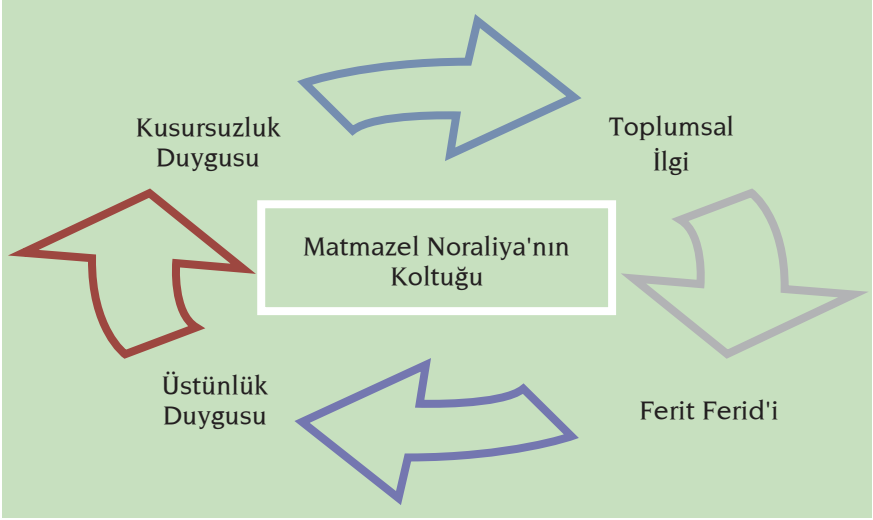 Kusursuzluk
Duygusu
Toplumsal
İlgi
Matmazel Noraliya'nın
Koltuğu
Üstünlük
Duygusu
Ferit Ferid'i